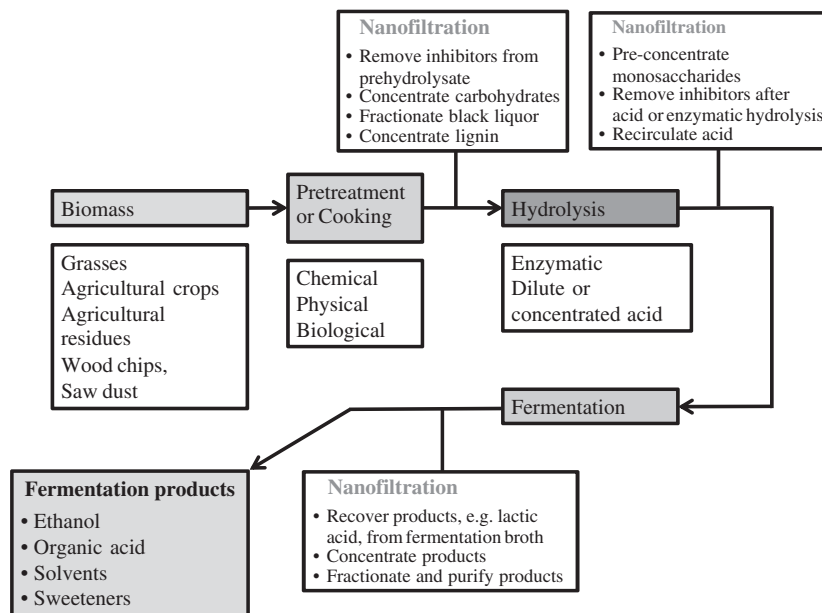 Nanofiltration
• Remove inhibitors from
prehydrolysate
• Concentrate carbohydrates
• Fractionate black liquor
• Concentrate lignin
Nanofiltration
• Pre-concentrate
monosaccharides
• Remove inhibitors after
acid or enzymatic hydrolysis
• Recirculate acid
Biomass
Pretreatment
or Cooking
Hydrolysis
Grasses
Agricultural crops
Agricultural
residues
Wood chips,
Saw dust
Chemical
Physical
Biological
Enzymatic
Dilute or
concentrated acid
Fermentation
Fermentation products
• Ethanol
• Organic acid
• Solvents
• Sweeteners
Nanofiltration
• Recover products, e.g. lactic
acid, from fermentation broth
• Concentrate products
• Fractionate and purify products